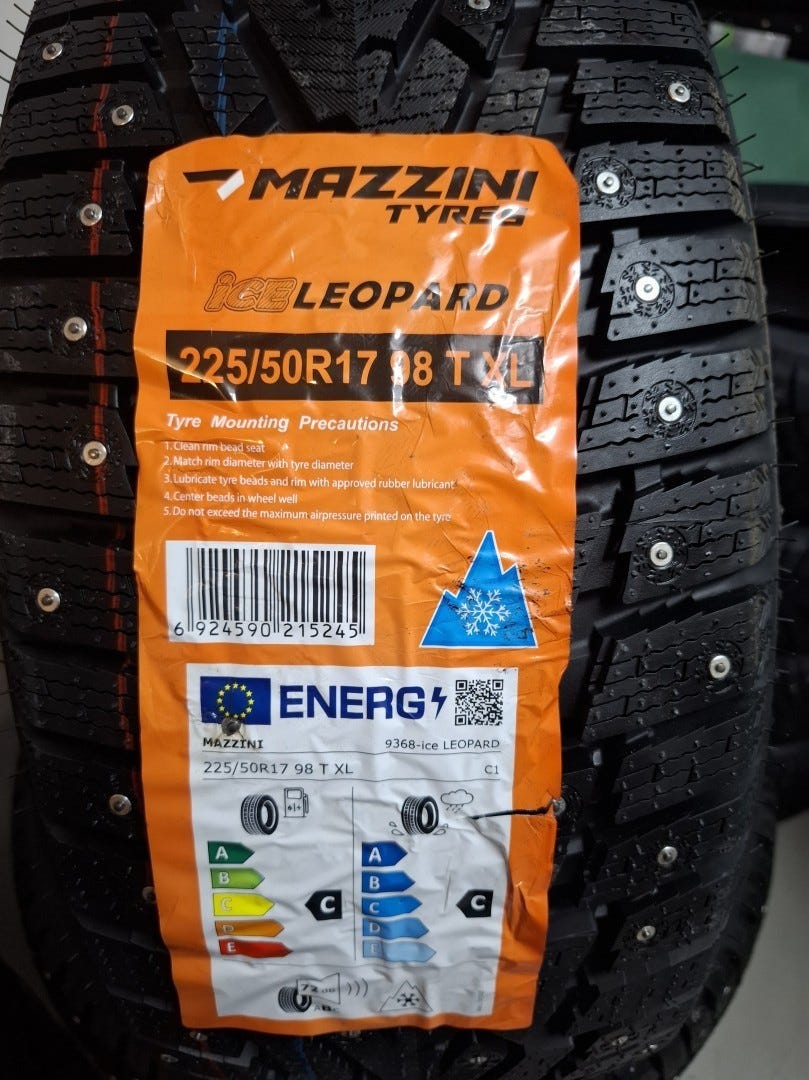 MAZZINI
TYRES
iCE LEOPARD
225/50R17 98 T XL
Tyre Mounting Precautions
1. Clean rim bead seat
2. Match rim diameter with tyre diameter
3. Lubricate tyre beads and rim with approved rubber lubricant
4. Center beads in wheel well
5. Do not exceed the maximum airpressure printed on the tyre
6 924590 215245
ENERG
MAZZINI 9368-ice LEOPARD
225/50R17 98 T XL C1
A A
B B
C C C C
D D
E E
72 dB
ABC